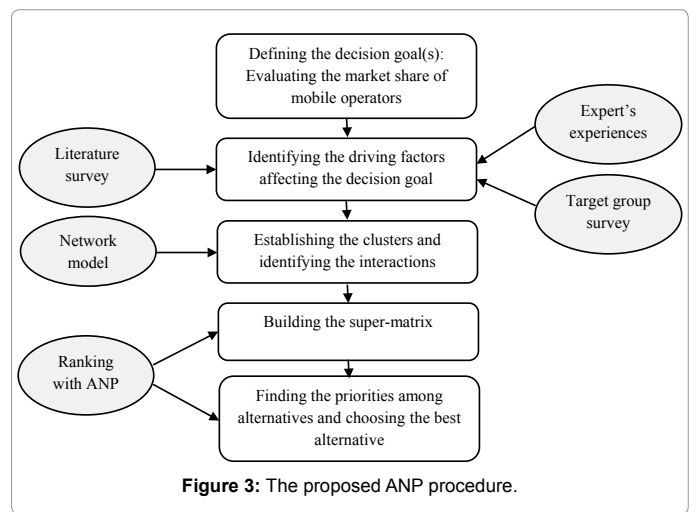 Defining the decision goal(s):
Evaluating the market share of
mobile operators
Expert's
experiences
Literature
survey
Identifying the driving factors
affecting the decision goal
Target group
survey
Network
model
Establishing the clusters and
identifying the interactions
Building the super-matrix
Ranking
with ANP
Finding the priorities among
alternatives and choosing the best
alternative
Figure 3: The proposed ANP procedure.